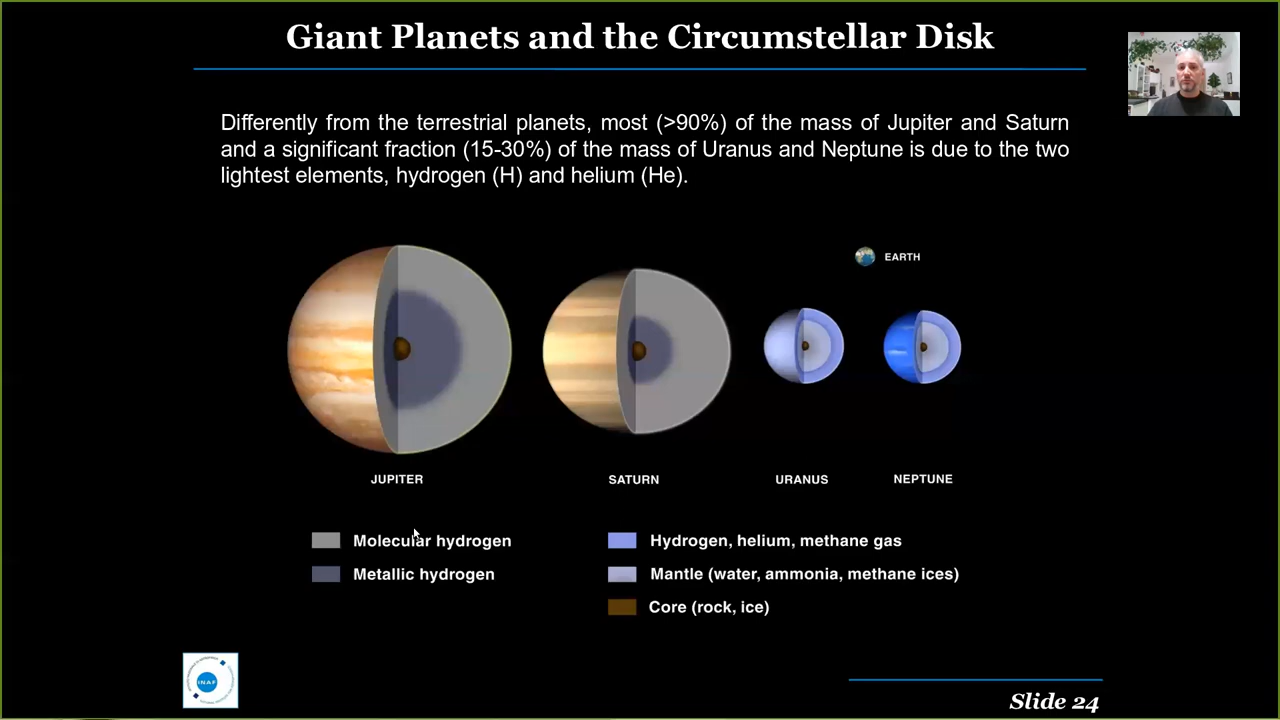 Giant Planets and the Circumstellar Disk
Differently from the terrestrial planets, most (>90%) of the mass of Jupiter and Saturn
and a significant fraction (15-30%) of the mass of Uranus and Neptune is due to the two
lightest elements, hydrogen (H) and helium (He).
EARTH
JUPITER
SATURN
URANUS
NEPTUNE
Molecular hydrogen
Metallic hydrogen
Hydrogen, helium, methane gas
Mantle (water, ammonia, methane ices)
Core (rock, ice)
INAF
Slide 24